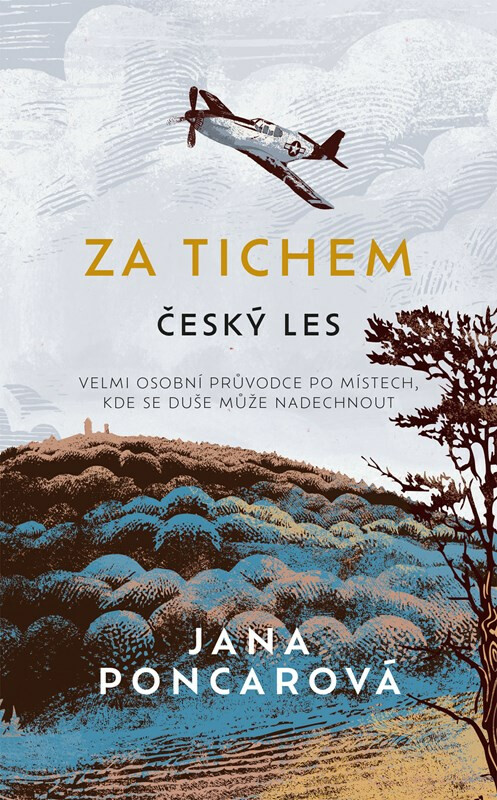 ZA TICHEM
ČESKÝ LES
VELMI OSOBNÍ PRŮVODCE PO MÍSTECH,
KDE SE DUŠE MŮŽE NADECHNOUT
JANA
PONCAROVÁ